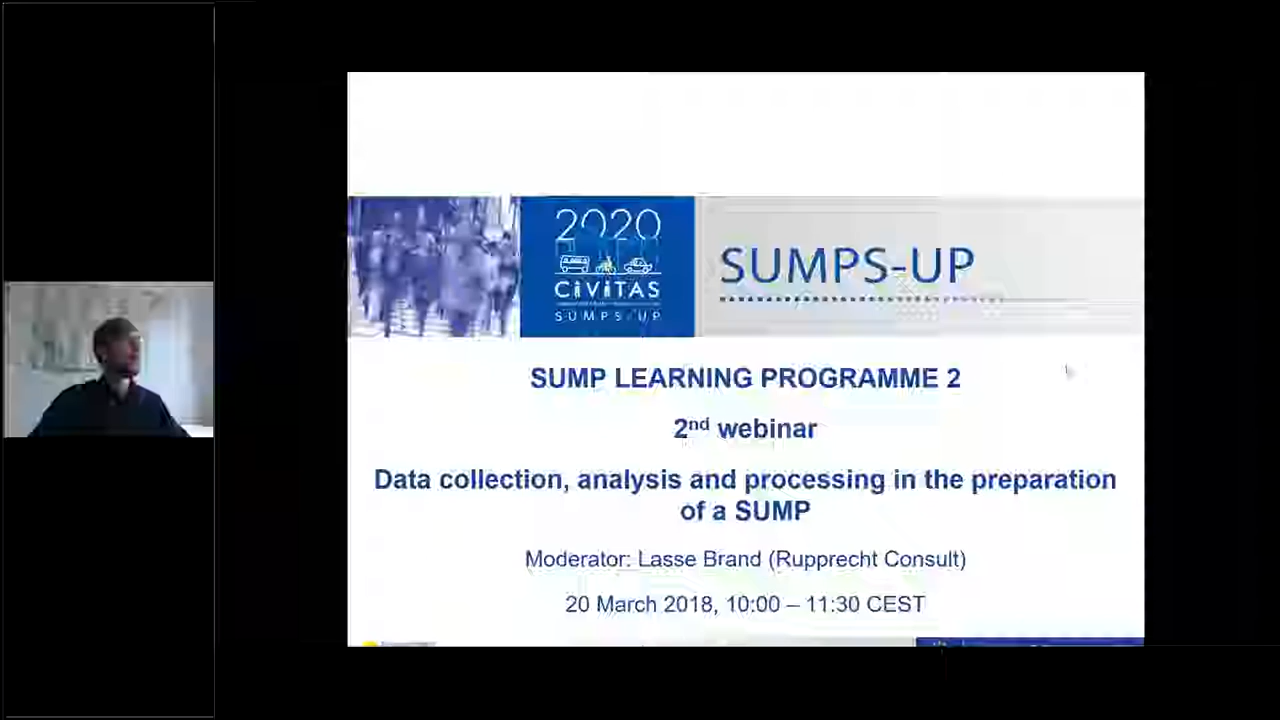 2020
CIVITAS
SUMPS-UP
SUMPS-UP
SUMP LEARNING PROGRAMME 2
2nd webinar
Data collection, analysis and processing in the preparation
of a SUMP
Moderator: Lasse Brand (Rupprecht Consult)
20 March 2018, 10:00 – 11:30 CEST